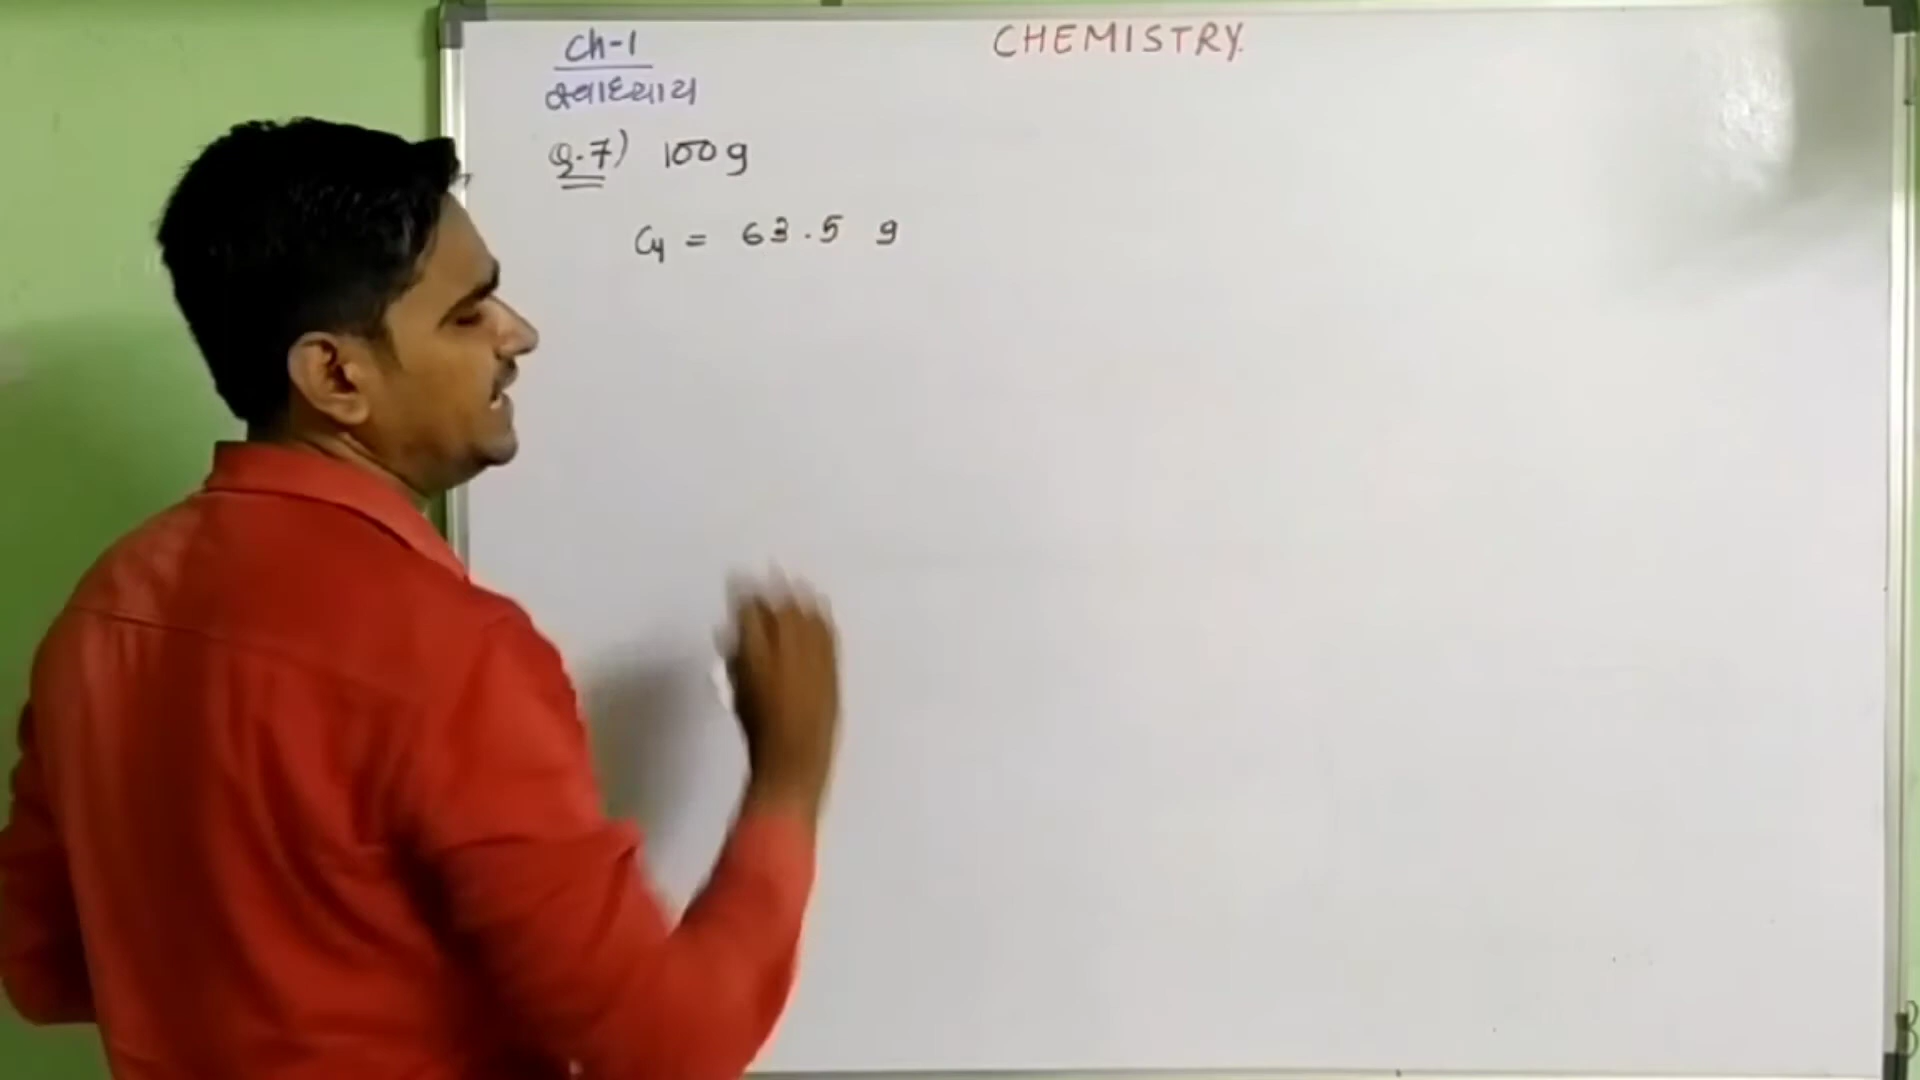 CHEMISTRY.
Ch-1
સ્વાધ્યાય
Q.7) 100 g
Cu = 63.5 g